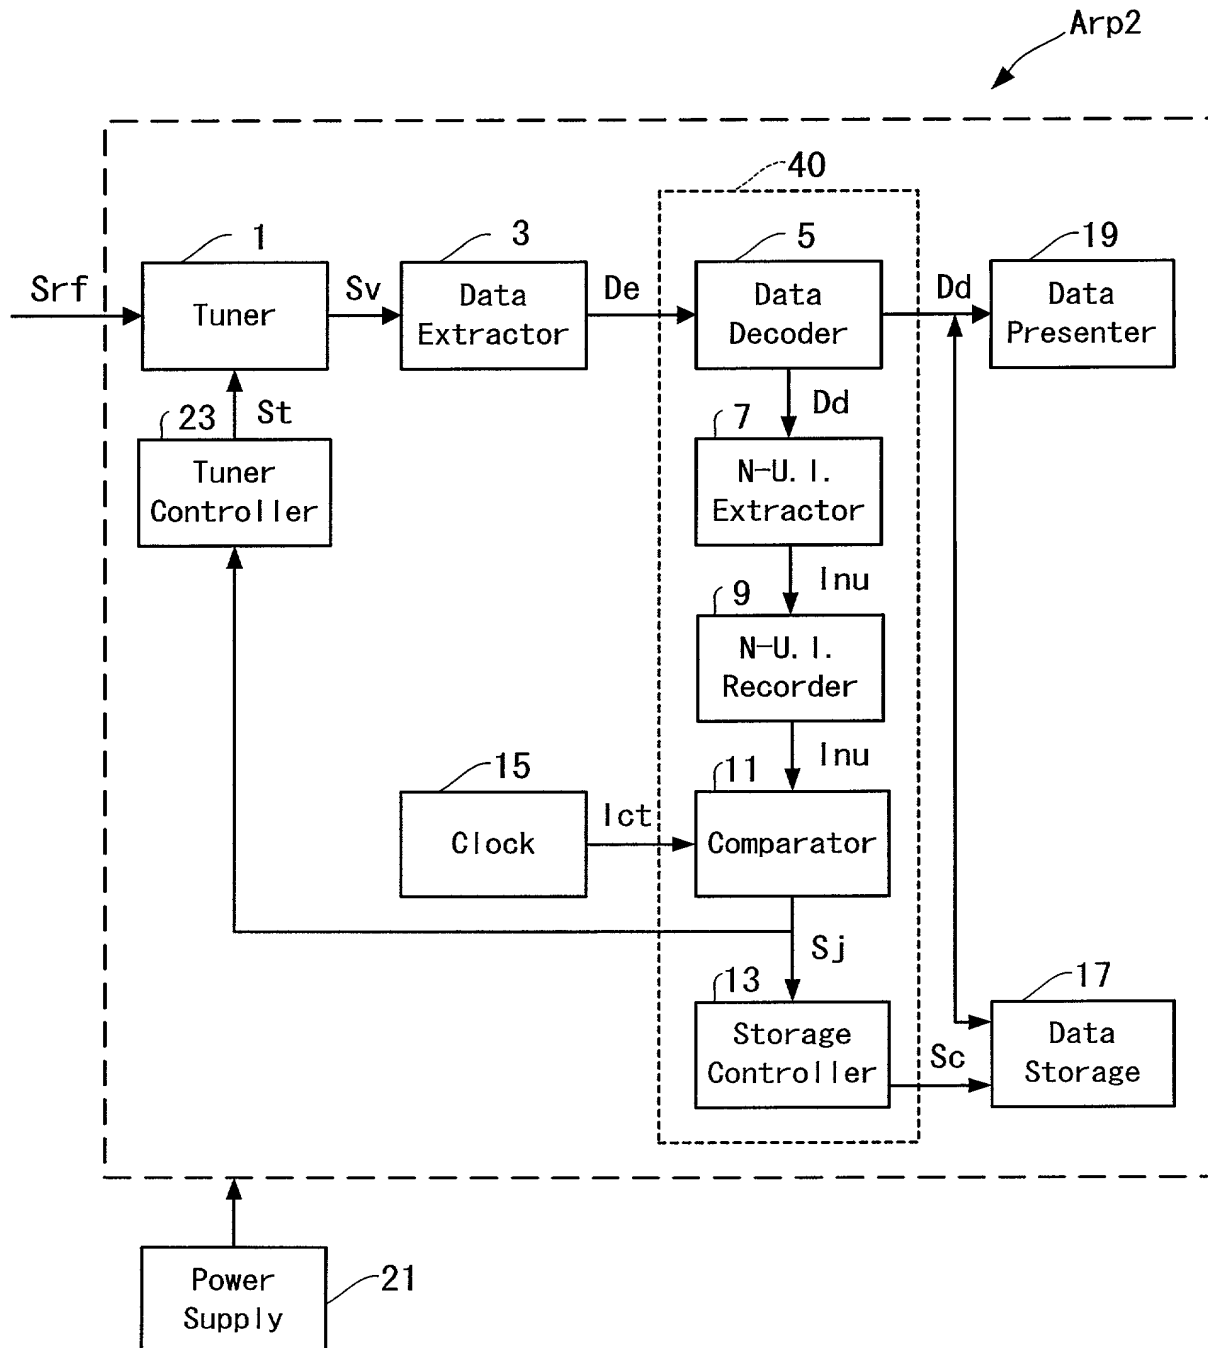 Arp2
40
1
3
5
19
Srf
Tuner
Sv
Data
Extractor
De
Data
Decoder
Dd
Data
Presenter
23
St
Dd
7
Tuner
Controller
N-U.I.
Extractor
Inu
9
N-U.I.
Recorder
Inu
15
11
Clock
Ict
Comparator
Sj
13
17
Storage
Controller
Sc
Data
Storage
Power
Supply
21